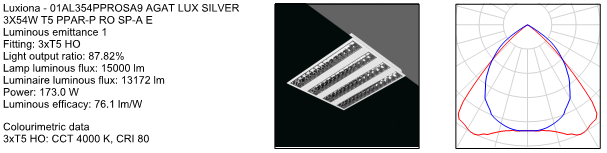 Luxiona - 01AL354PPROSA9 AGAT LUX SILVER
3X54W T5 PPAR-P RO SP-A E
Luminous emittance 1
Fitting: 3xT5 HO
Light output ratio: 87.82%
Lamp luminous flux: 15000 lm
Luminaire luminous flux: 13172 lm
Power: 173.0 W
Luminous efficacy: 76.1 lm/W

Colourimetric data
3xT5 HO: CCT 4000 K, CRI 80